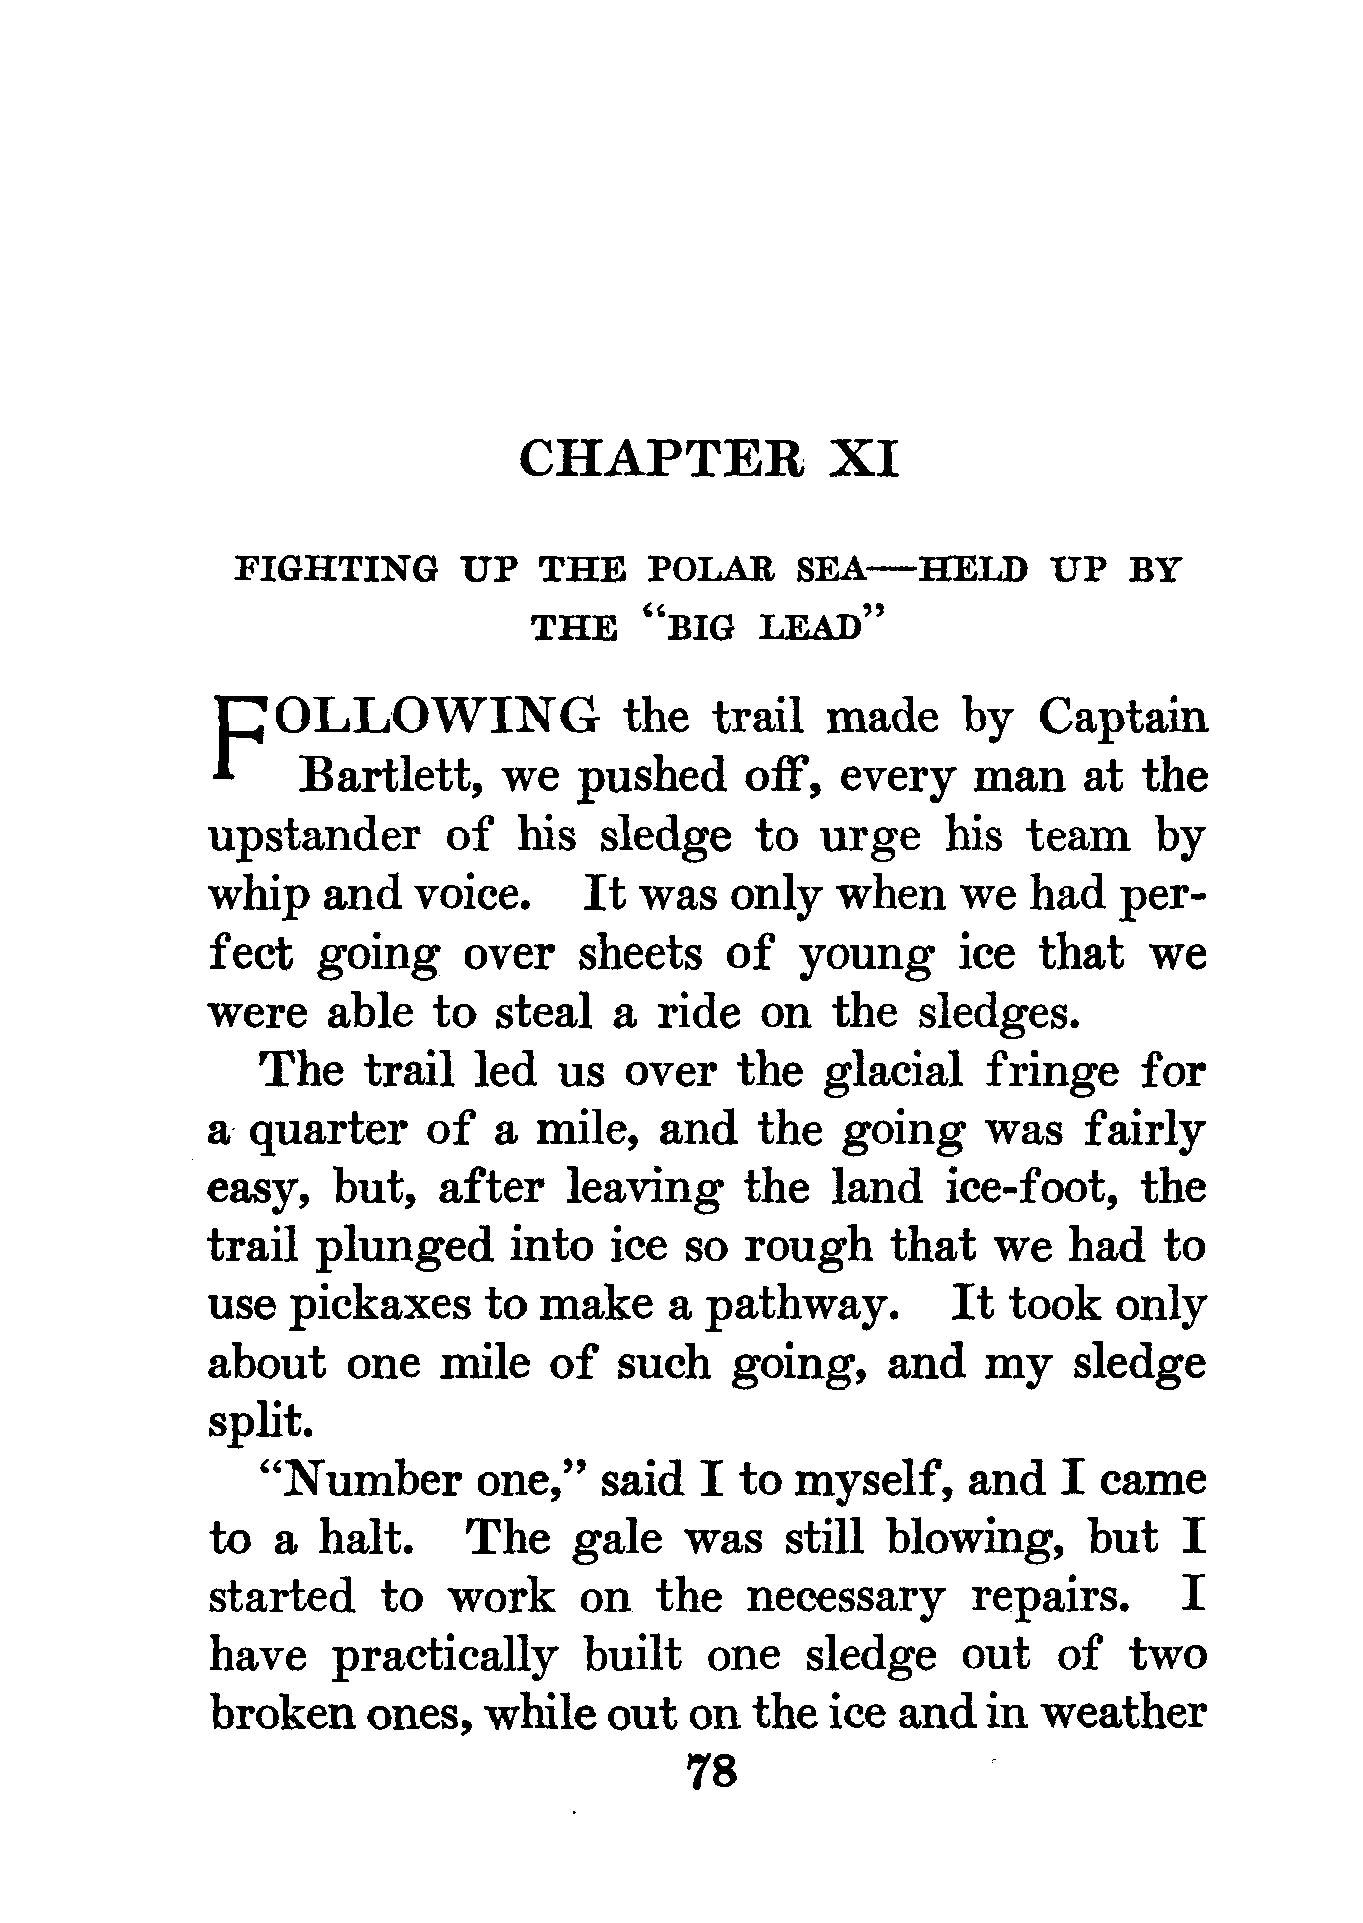 CHAPTER XI
FIGHTING UP THE POLAR SEA—HELD UP BY
THE "BIG LEAD"
FOLLOWING the trail made by Captain
Bartlett, we pushed off, every man at the
upstander of his sledge to urge his team by
whip and voice. It was only when we had per-
fect going over sheets of young ice that we
were able to steal a ride on the sledges.
The trail led us over the glacial fringe for
a quarter of a mile, and the going was fairly
easy, but, after leaving the land ice-foot, the
trail plunged into ice so rough that we had to
use pickaxes to make a pathway. It took only
about one mile of such going, and my sledge
split.
"Number one," said I to myself, and I came
to a halt. The gale was still blowing, but I
started to work on the necessary repairs. I
have practically built one sledge out of two
broken ones, while out on the ice and in weather
78